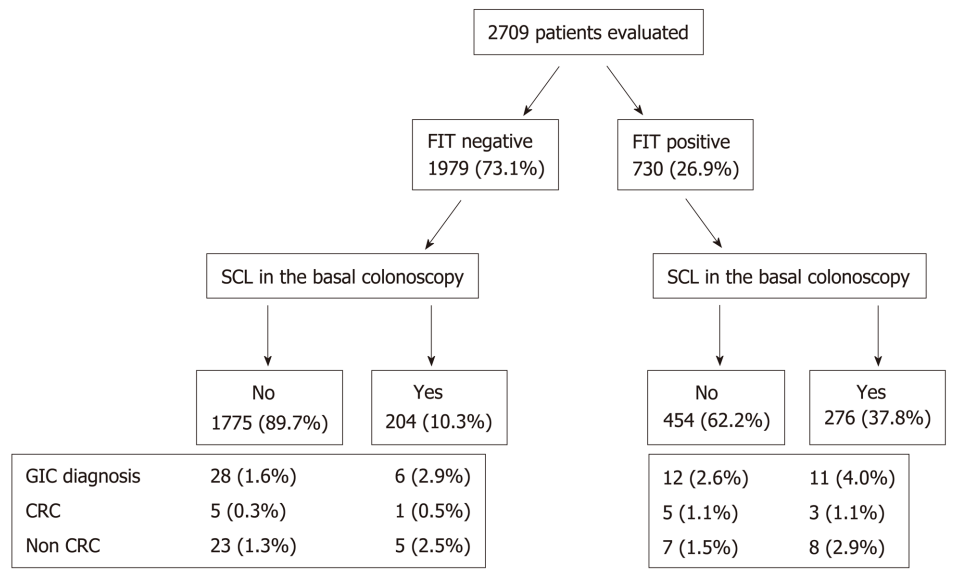 2709 patients evaluated
FIT negative
1979 (73.1%)
FIT positive
730 (26.9%)
SCL in the basal colonoscopy
SCL in the basal colonoscopy
No
1775 (89.7%)
Yes
204 (10.3%)
No
454 (62.2%)
Yes
276 (37.8%)
GIC diagnosis 28 (1.6%) 6 (2.9%) 12 (2.6%) 11 (4.0%)
CRC 5 (0.3%) 1 (0.5%) 5 (1.1%) 3 (1.1%)
Non CRC 23 (1.3%) 5 (2.5%) 7 (1.5%) 8 (2.9%)